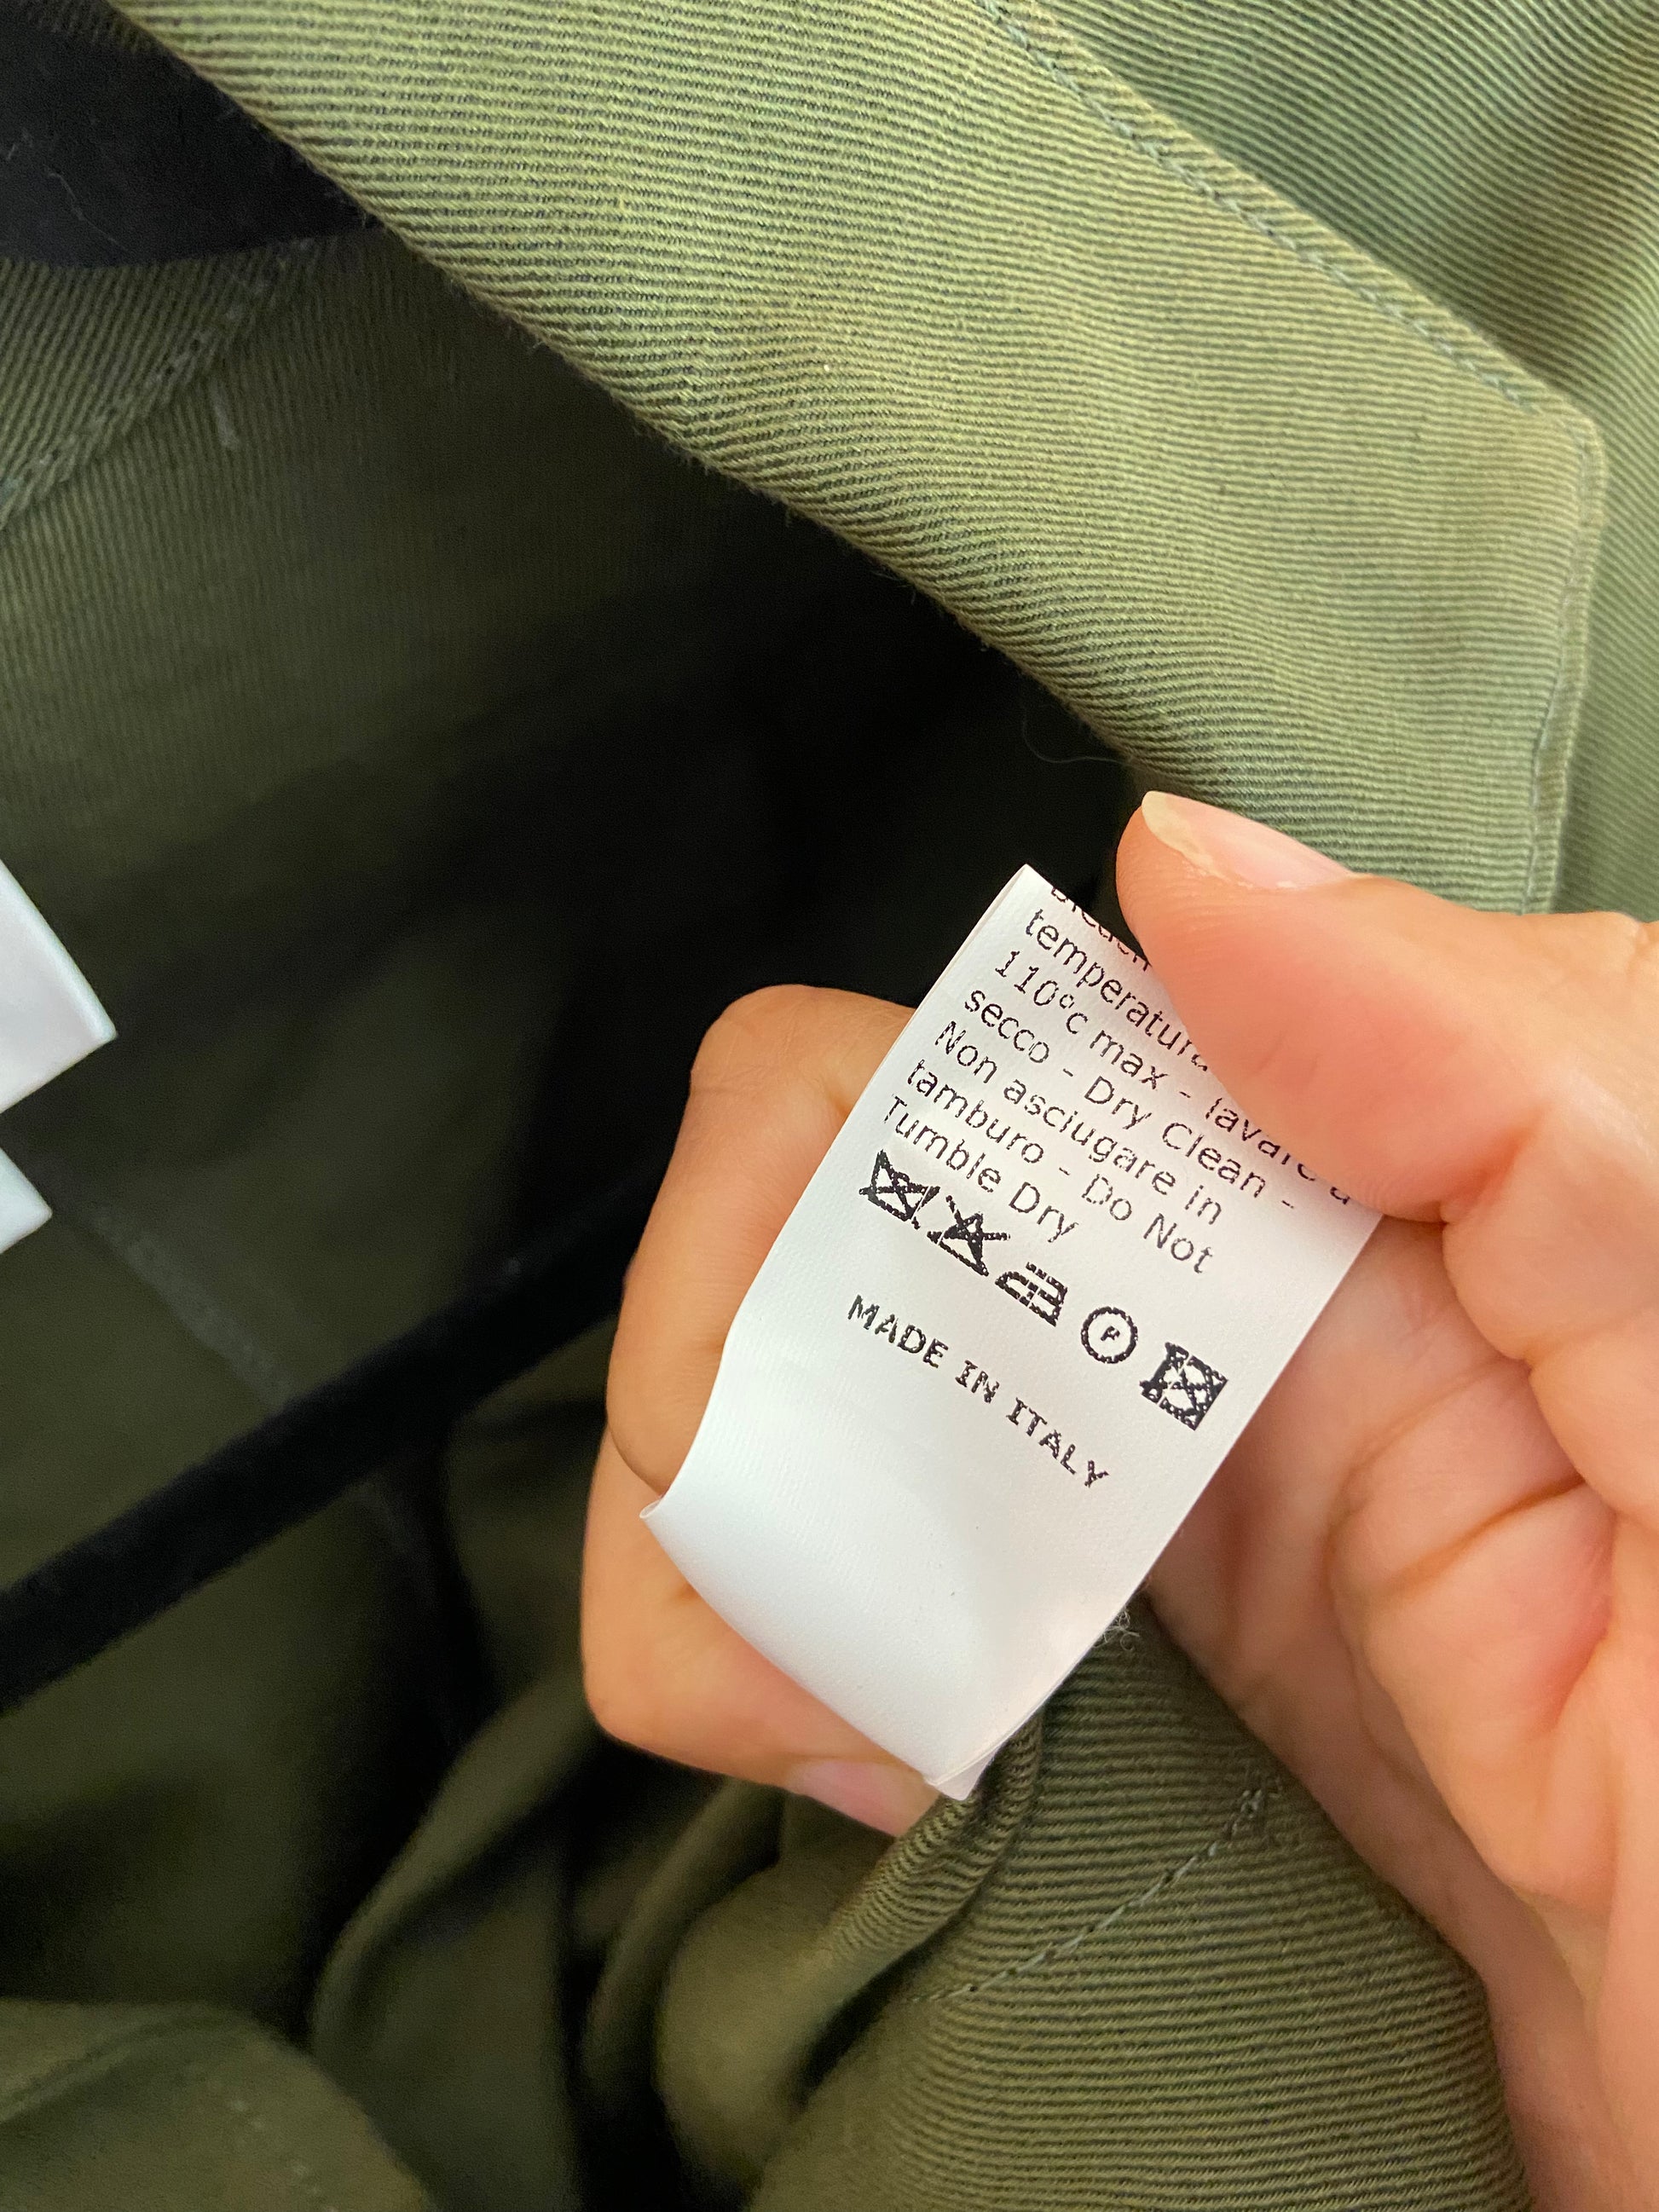 temperatura
110°c max - lavare a
secco - Dry Clean -
Non asciugare in
tamburo - Do Not
Tumble Dry
P
MADE IN ITALY